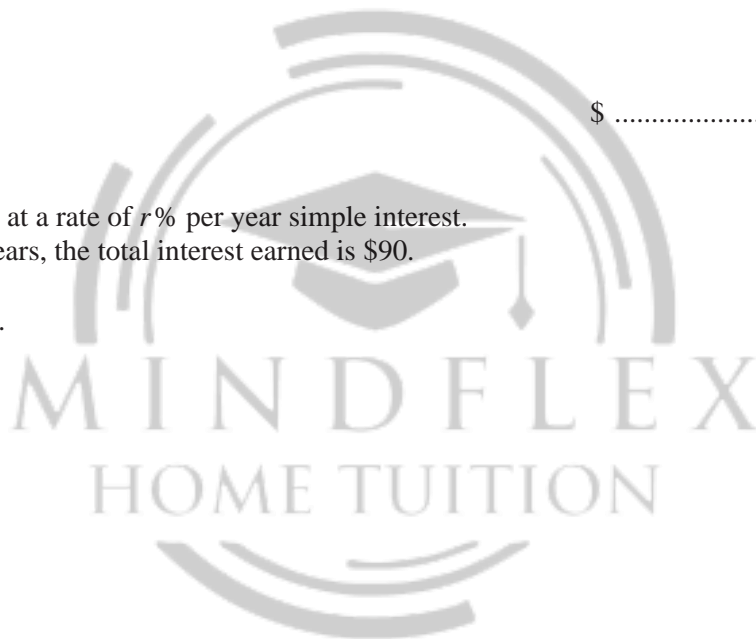 $ ...................
at a rate of r% per year simple interest.
ears, the total interest earned is $90.
.
MINDFLEX
HOME TUITION